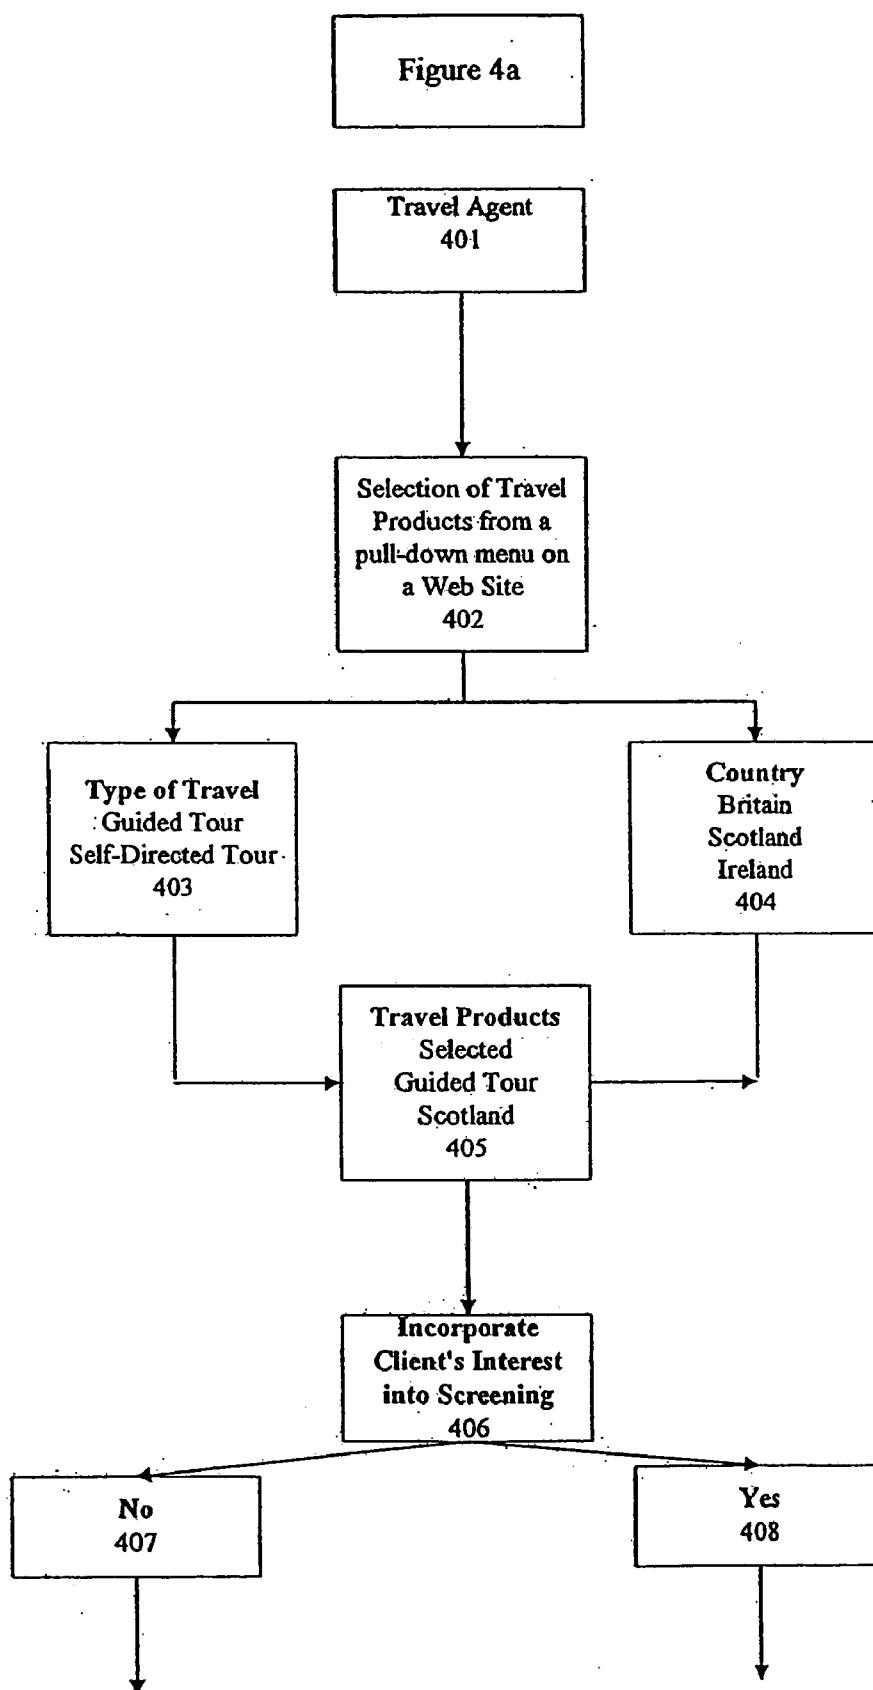 Figure 4a
Travel Agent
401
Selection of Travel
Products from a
pull-down menu on
a Web Site
402
Type of Travel
Guided Tour
Self-Directed Tour
403
Country
Britain
Scotland
Ireland
404
Travel Products
Selected
Guided Tour
Scotland
405
Incorporate
Client's Interest
into Screening
406
No
407
Yes
408